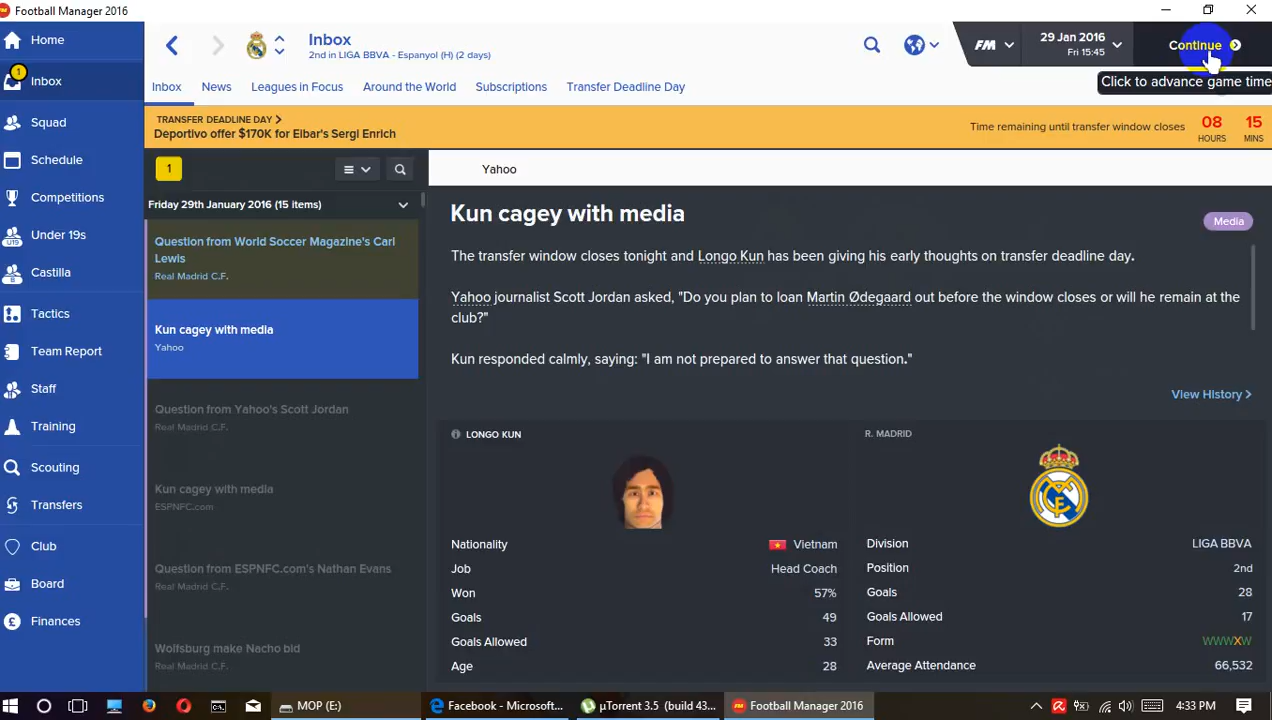 Football Manager 2016
Home
1
Inbox
Squad
Schedule
Competitions
U19
Under 19s
Castilla
Tactics
Team Report
Staff
Training
Scouting
Transfers
Club
Board
Finances
Inbox
2nd in LIGA BBVA - Espanyol (H) (2 days)
FM
29 Jan 2016
Fri 15:45
Continue
Click to advance game time
Inbox News Leagues in Focus Around the World Subscriptions Transfer Deadline Day
TRANSFER DEADLINE DAY
Deportivo offer $170K for Eibar's Sergi Enrich
Time remaining until transfer window closes
08 15
HOURS MINS
1
Friday 29th January 2016 (15 items)
Question from World Soccer Magazine's Carl
Lewis
Real Madrid C.F.
Kun cagey with media
Yahoo
Question from Yahoo's Scott Jordan
Real Madrid C.F.
Kun cagey with media
ESPNFC.com
Question from ESPNFC.com's Nathan Evans
Real Madrid C.F.
Wolfsburg make Nacho bid
Real Madrid C.F.
Yahoo
Kun cagey with media
Media
The transfer window closes tonight and Longo Kun has been giving his early thoughts on transfer deadline day.
Yahoo journalist Scott Jordan asked, "Do you plan to loan Martin Ødegaard out before the window closes or will he remain at the
club?"
Kun responded calmly, saying: "I am not prepared to answer that question."
View History
LONGO KUN
Nationality Vietnam
Job Head Coach
Won 57%
Goals 49
Goals Allowed 33
Age 28
R. MADRID
Division LIGA BBVA
Position 2nd
Goals 28
Goals Allowed 17
Form WWWXW
Average Attendance 66,532
MOP (E:)
Facebook - Microsoft...
µTorrent 3.5 (build 43...
Football Manager 2016
4:33 PM